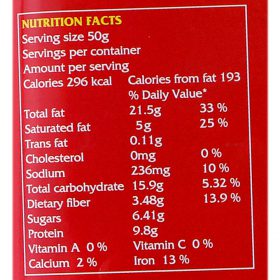 NUTRITION FACTS
Serving size 50g
Servings per container
Amount per serving
Calories 296 kcal Calories from fat 193
% Daily Value*
Total fat 21.5g 33 %
Saturated fat 5g 25 %
Trans fat 0.11g
Cholesterol 0mg 0 %
Sodium 236mg 10 %
Total carbohydrate 15.9g 5.32 %
Dietary fiber 3.48g 13.9 %
Sugars 6.41g
Protein 9.8g
Vitamin A 0 % Vitamin C 0 %
Calcium 2 % Iron 13 %